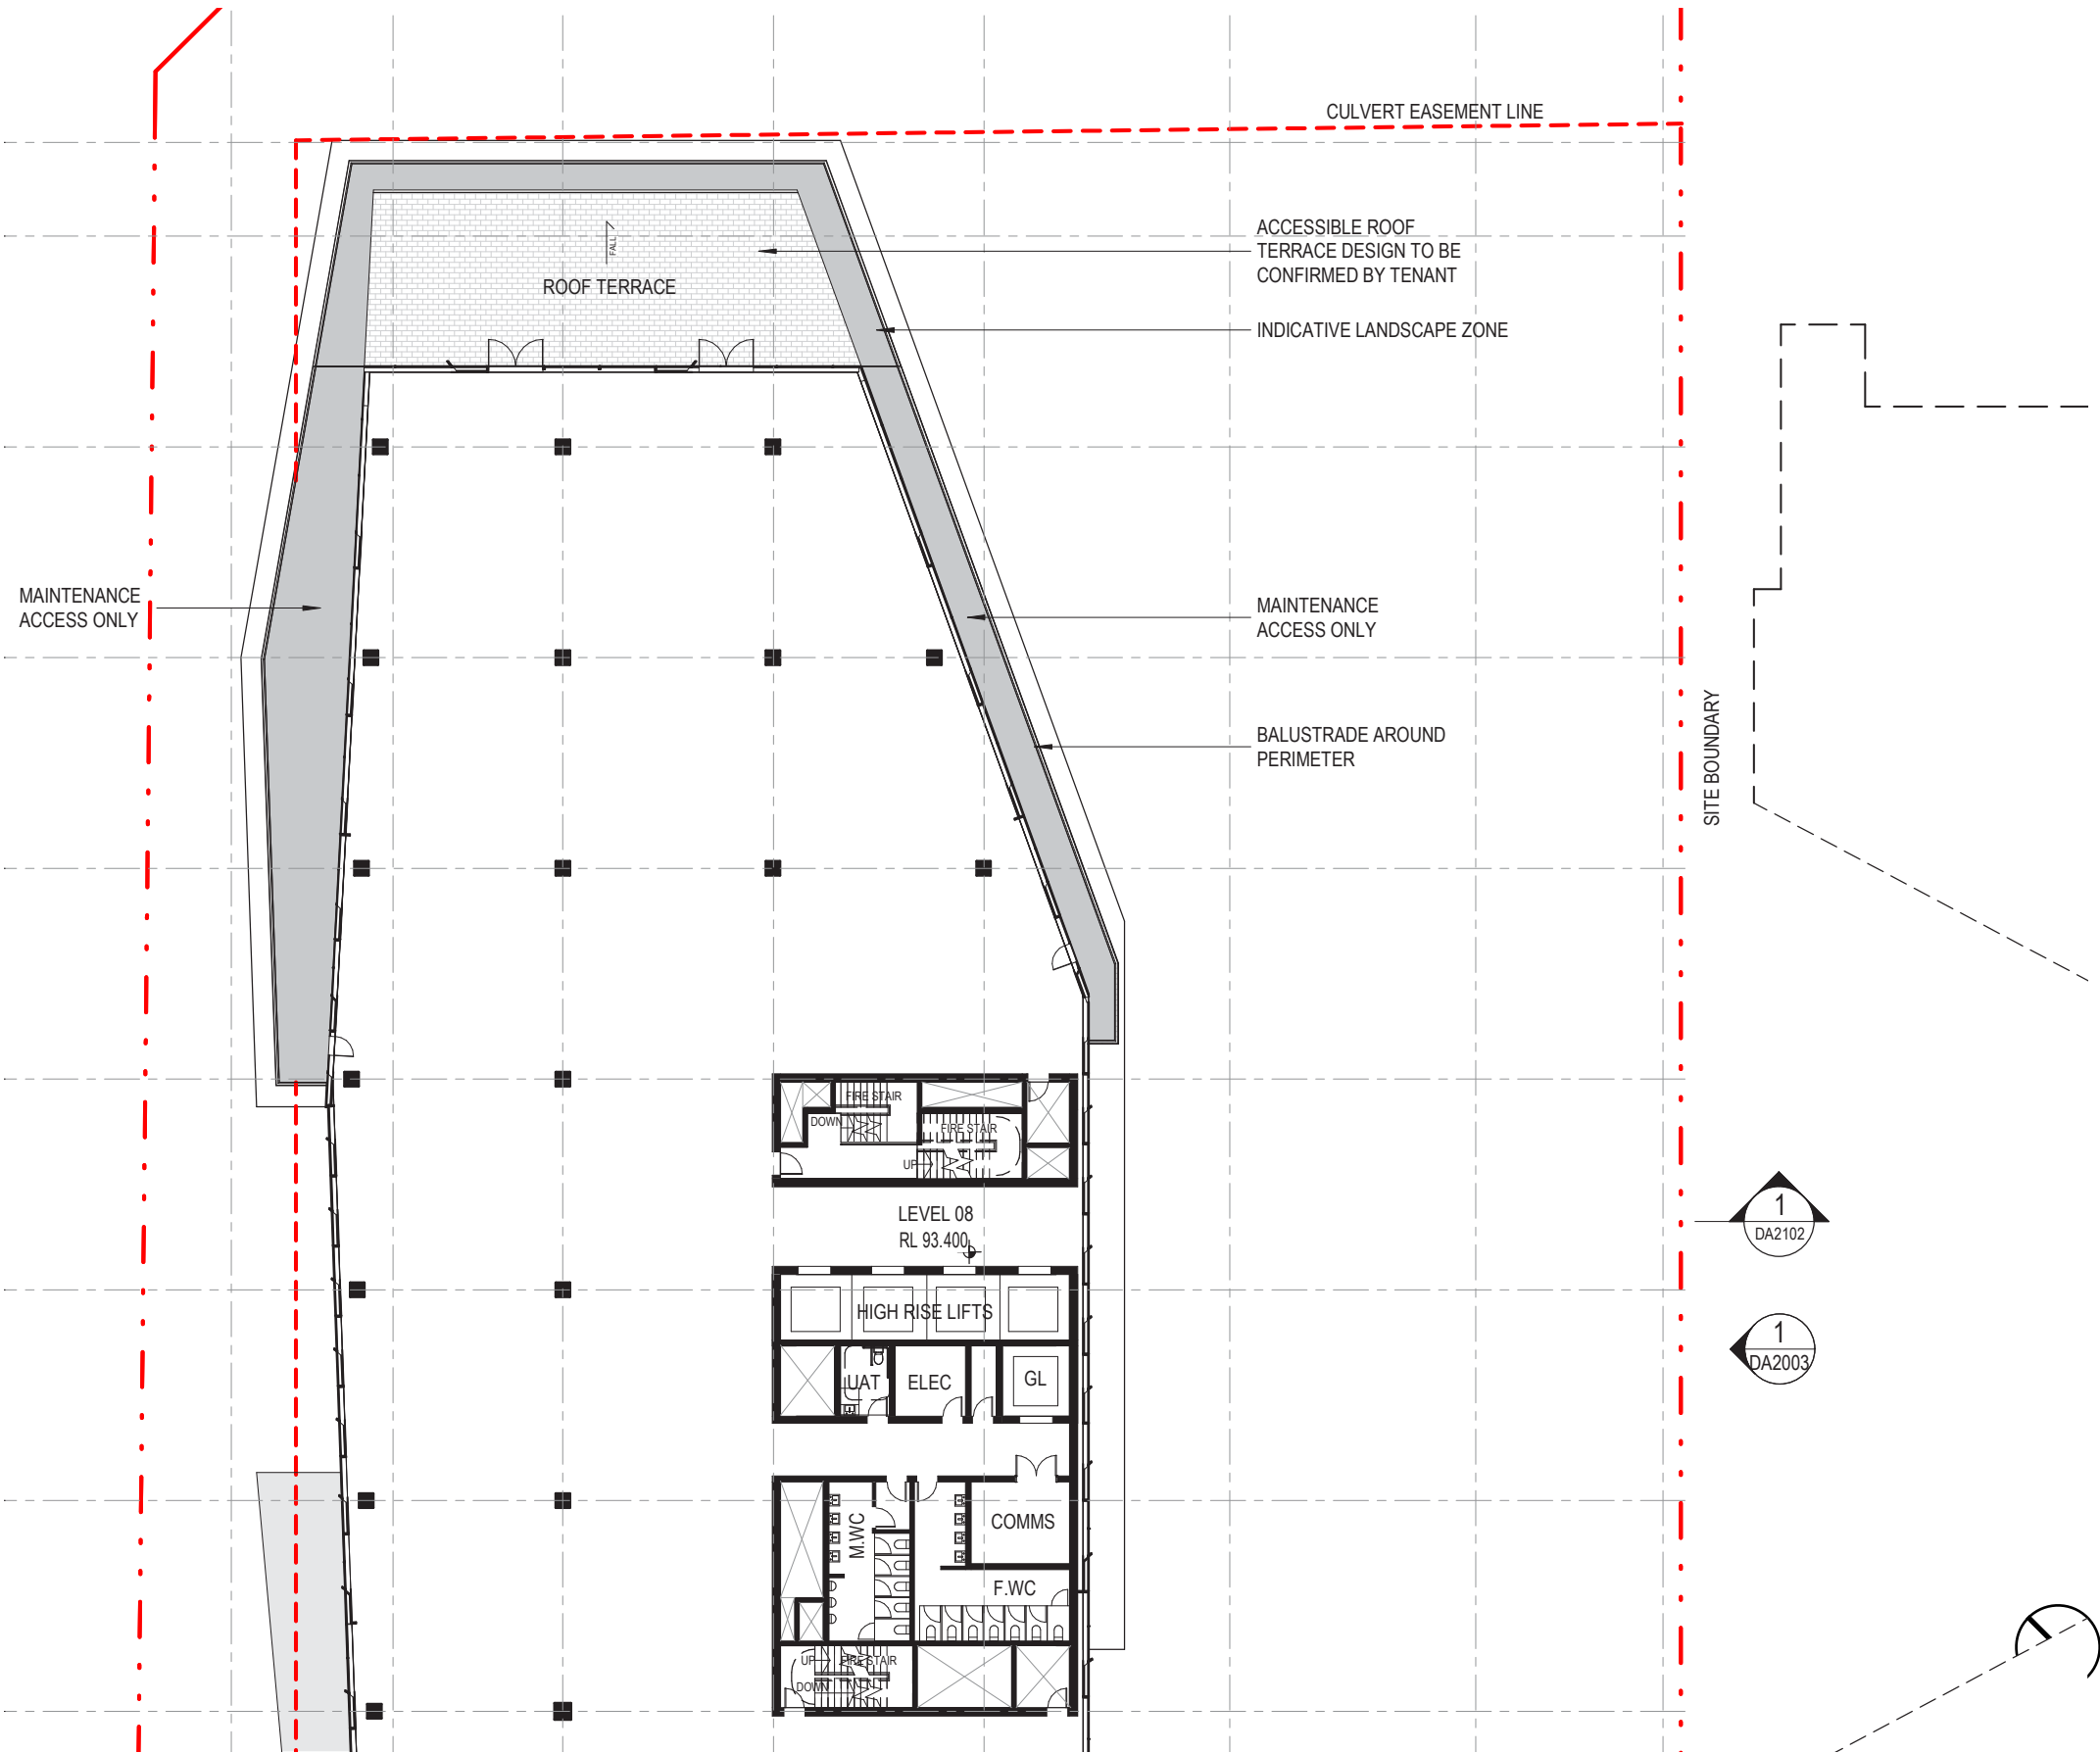 CULVERT EASEMENT LINE
ACCESSIBLE ROOF
TERRACE DESIGN TO BE
CONFIRMED BY TENANT
FALL
ROOF TERRACE
INDICATIVE LANDSCAPE ZONE
MAINTENANCE
ACCESS ONLY
MAINTENANCE
ACCESS ONLY
BALUSTRADE AROUND
PERIMETER
SITE BOUNDARY
FIRE STAIR
DOWN
FIRE STAIR
UP
LEVEL 08
RL 93.400
1
DA2102
HIGH RISE LIFTS
1
DA2003
UAT
ELEC
GL
M.WC
COMMS
F.WC
UP
FIRE STAIR
DOWN